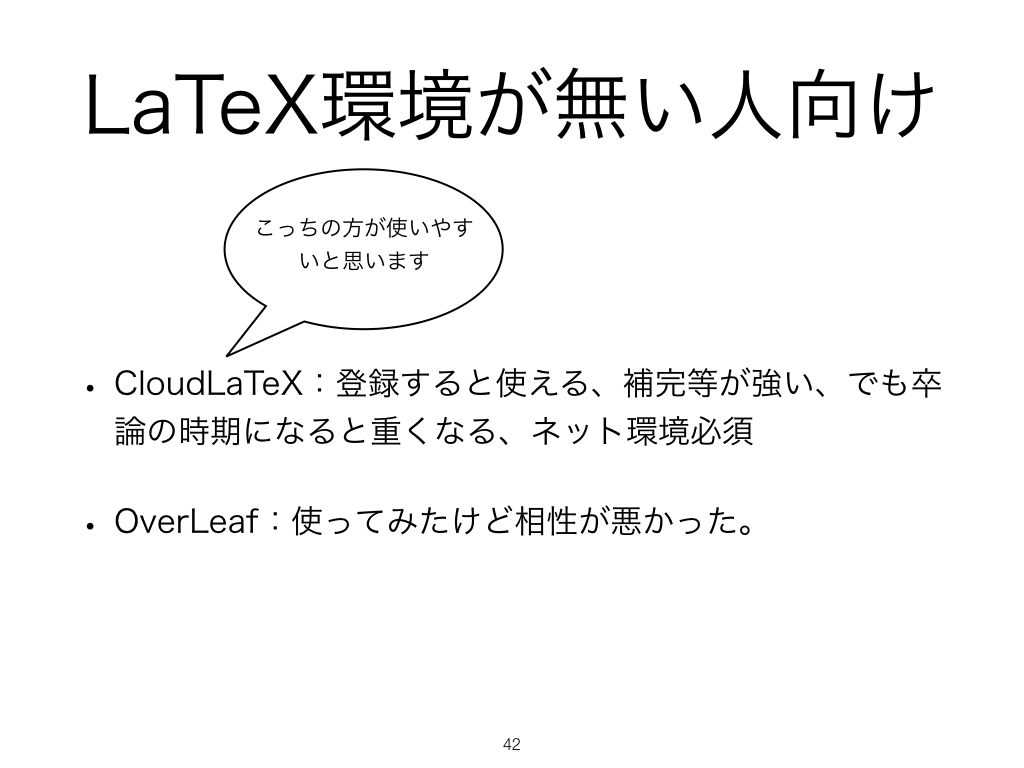 LaTeX環境が無い人向け
こっちの方が使いやす
いと思います
• CloudLaTeX：登録すると使える、補完等が強い、でも卒
論の時期になると重くなる、ネット環境必須
• OverLeaf：使ってみたけど相性が悪かった。
42